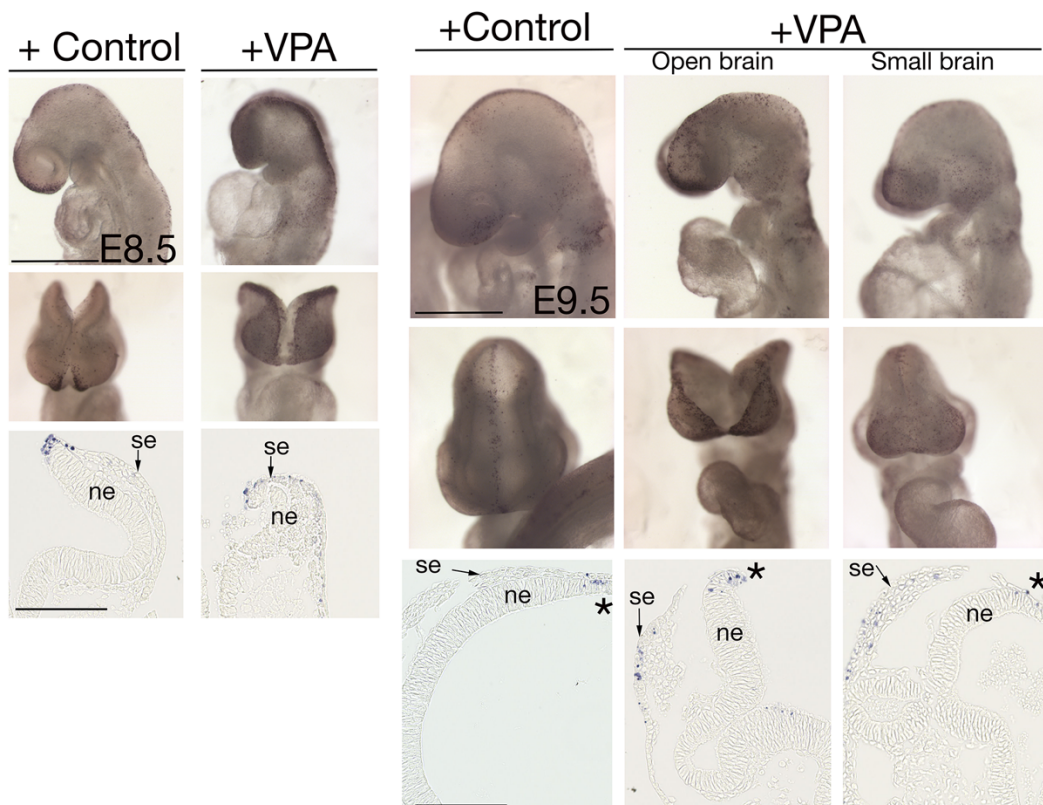 + Control
+VPA
E8.5
se
ne
se
ne
+Control
+VPA
Open brain
Small brain
E9.5
se
ne
*
se
ne
*
se
ne
*